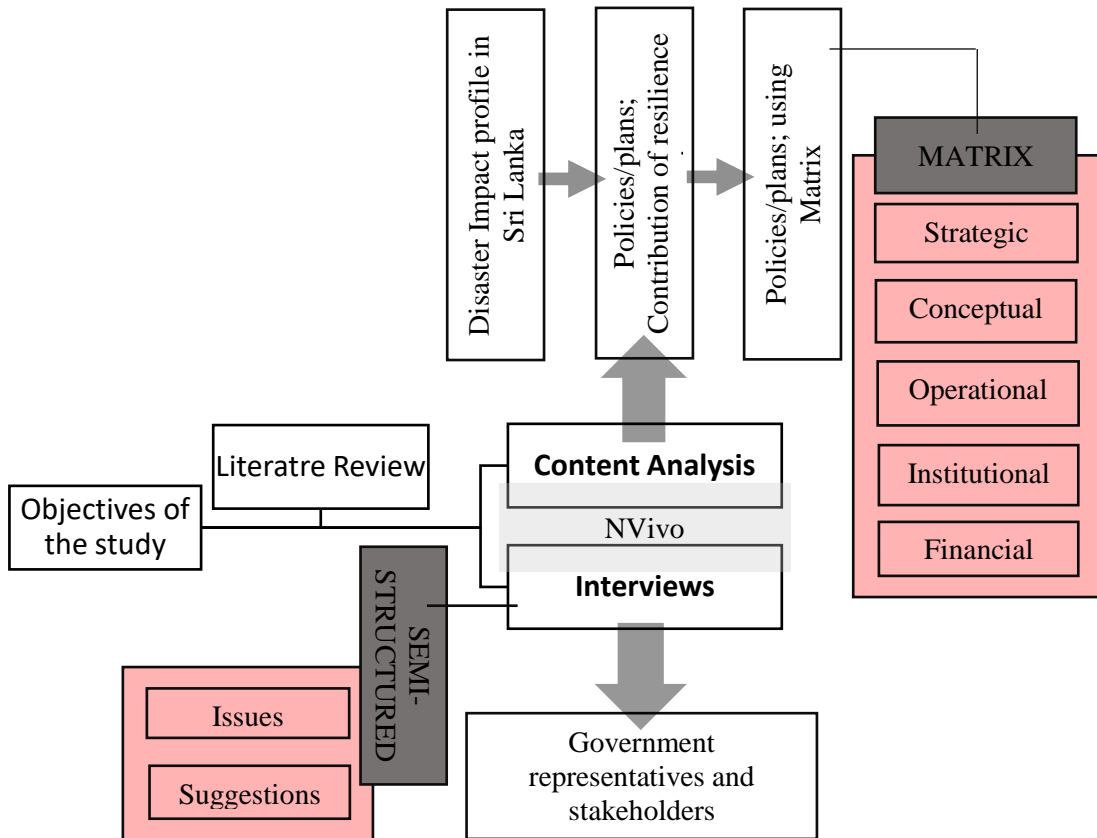 Disaster Impact profile in
Sri Lanka
Policies/plans;
Contribution of resilience
Policies/plans; using
Matrix
MATRIX
Strategic
Conceptual
Operational
Institutional
Financial
Literatre Review
Objectives of
the study
Content Analysis
NVivo
Interviews
SEMI-
STRUCTURED
Issues
Suggestions
Government
representatives and
stakeholders